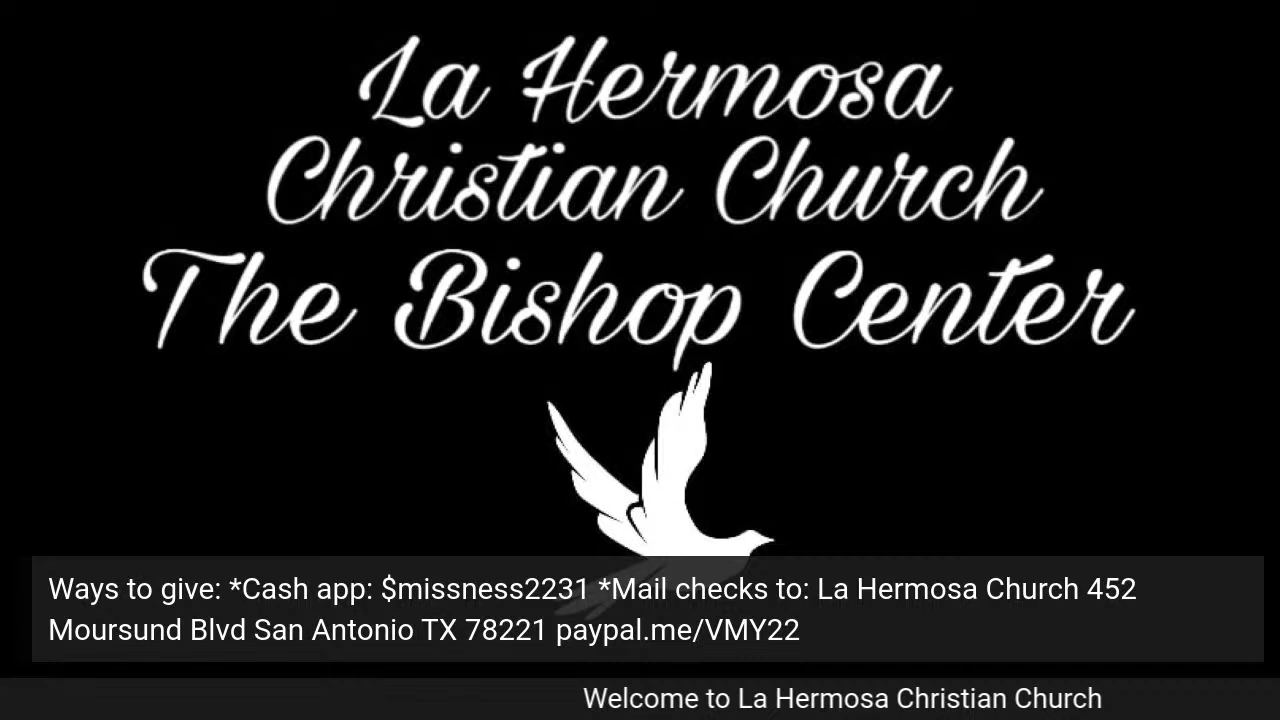 La Hermosa
Christian Church
The Bishop Center
Ways to give: *Cash app: $missness2231 *Mail checks to: La Hermosa Church 452
Moursund Blvd San Antonio TX 78221 paypal.me/VMY22
Welcome to La Hermosa Christian Church